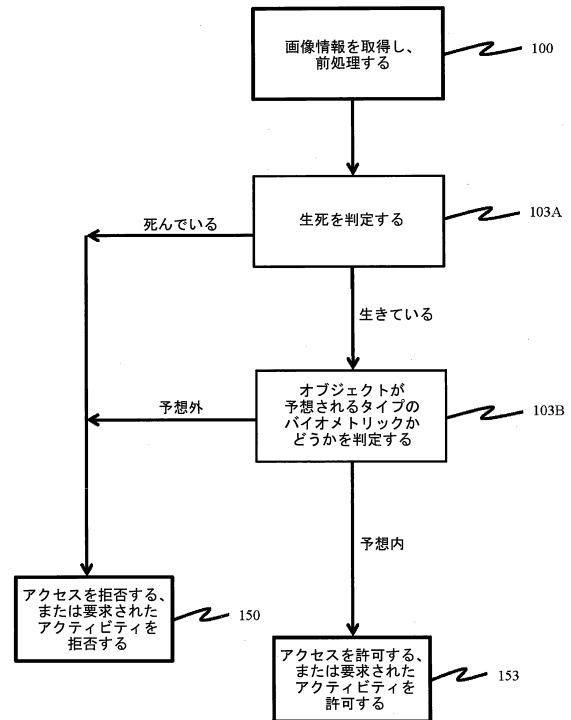 画像情報を取得し、
前処理する
100
生死を判定する
103A
死んでいる
生きている
オブジェクトが
予想されるタイプの
バイオメトリックか
どうかを判定する
103B
予想外
予想内
アクセスを拒否する、
または要求された
アクティビティを
拒否する
150
アクセスを許可する、
または要求された
アクティビティを
許可する
153